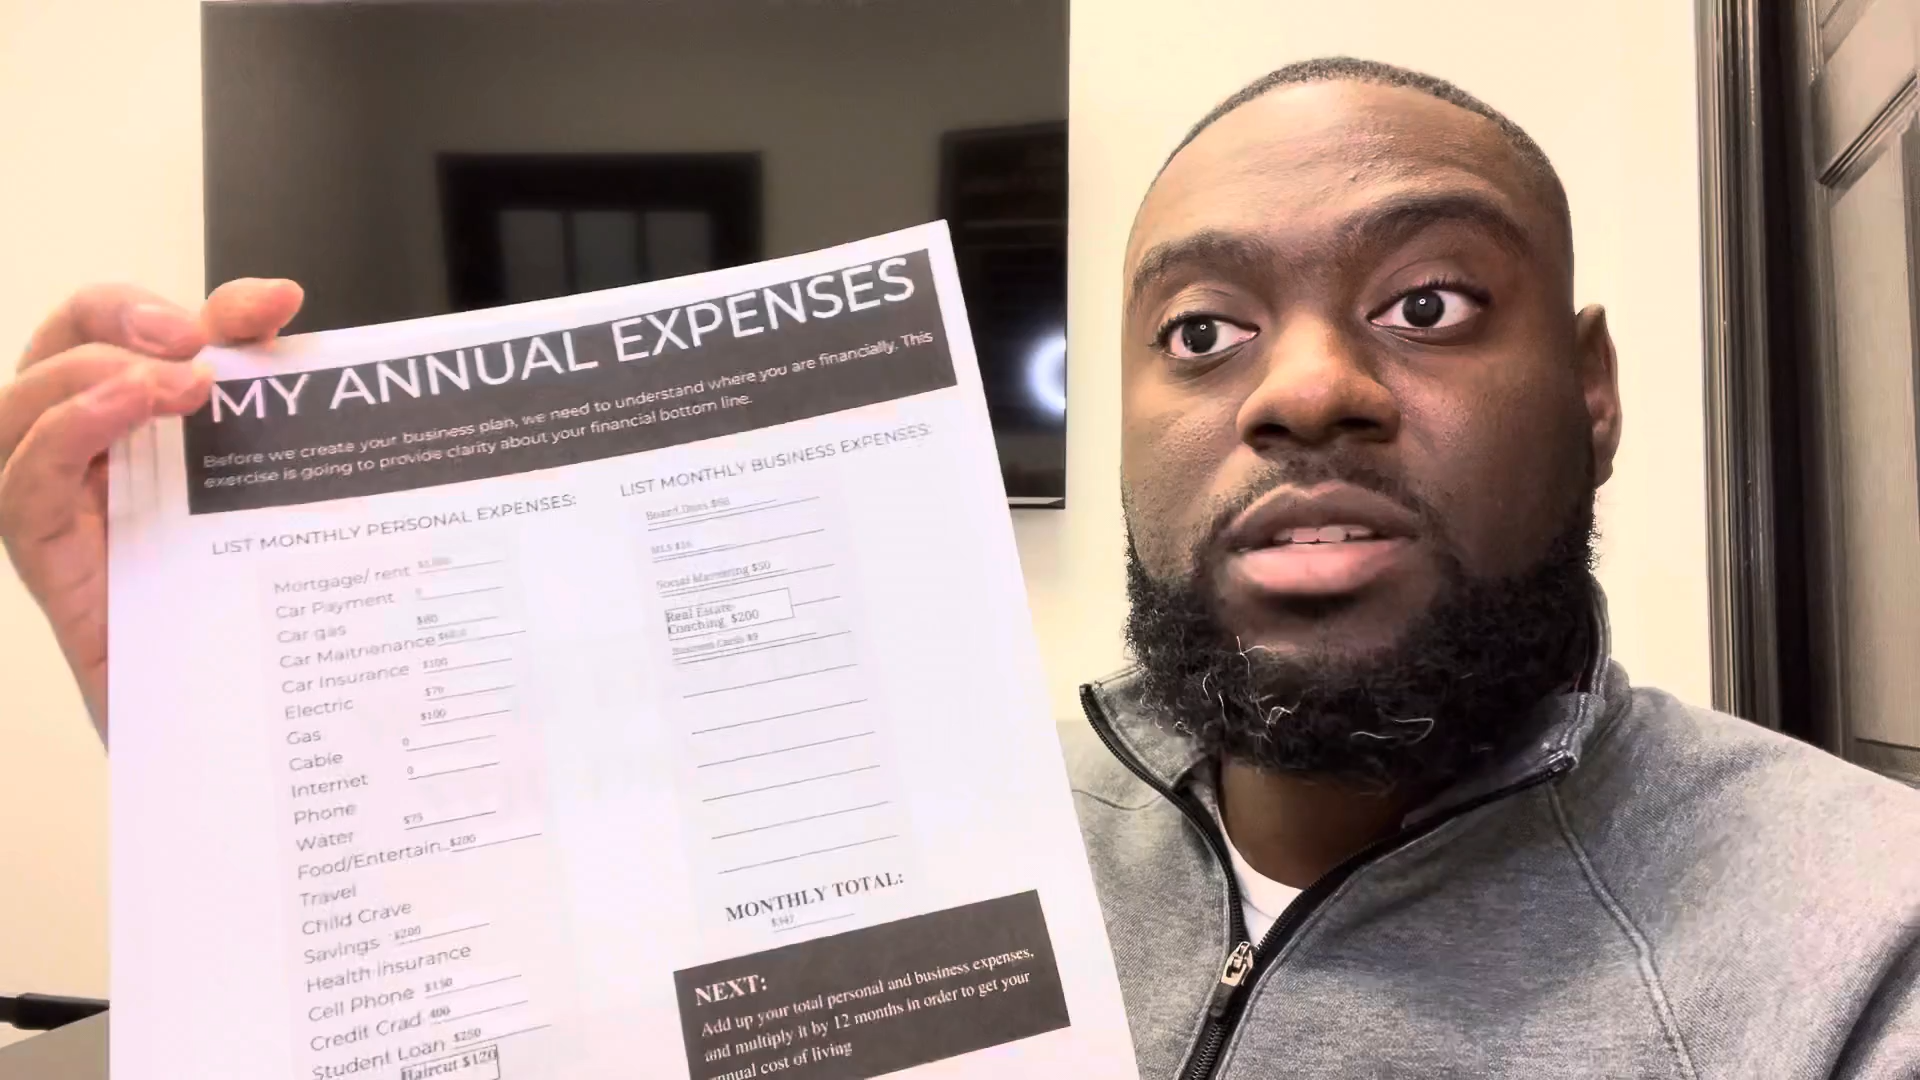 MY ANNUAL EXPENSES
Before we create your business plan, we need to understand where you are financially. This
exercise is going to provide clarity about your financial bottom line.
LIST MONTHLY PERSONAL EXPENSES:
Mortgage/ rent
Car Payment
Car gas $80
Car Maitnanance
Car Insurance $100
Electric $70
Gas $100
Cable 0
Internet 0
Phone
Water $75
Food/Entertain $200
Travel
Child Crave
Savings $200
Health insurance
Cell Phone $150
Credit Crad 400
Student Loan $250
Haircut $120
LIST MONTHLY BUSINESS EXPENSES:
Board Dues
MLS
Social Marketing $50
Real Estate
Coaching $200
Business Cards $9
MONTHLY TOTAL:
$347
NEXT:
Add up your total personal and business expenses,
and multiply it by 12 months in order to get your
annual cost of living